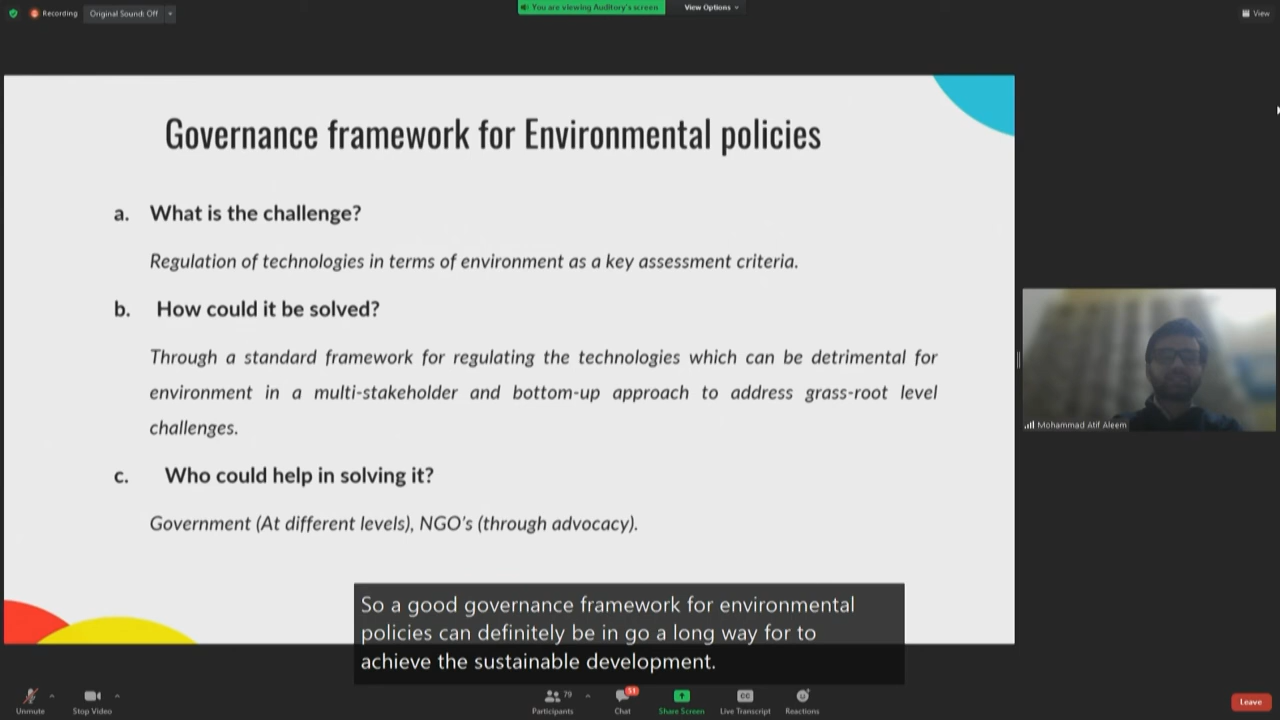 Recording
Original Sound: Off
You are viewing Auditory's screen
View Options
View
Governance framework for Environmental policies
a. What is the challenge?
Regulation of technologies in terms of environment as a key assessment criteria.
b. How could it be solved?
Through a standard framework for regulating the technologies which can be detrimental for
environment in a multi-stakeholder and bottom-up approach to address grass-root level
challenges.
c. Who could help in solving it?
Government (At different levels), NGO's (through advocacy).
Mohammad Atif Aleem
So a good governance framework for environmental
policies can definitely be in go a long way for to
achieve the sustainable development.
Unmute
Stop Video
Participants
79
Chat
51
Share Screen
CC
Live Transcript
Reactions
Leave